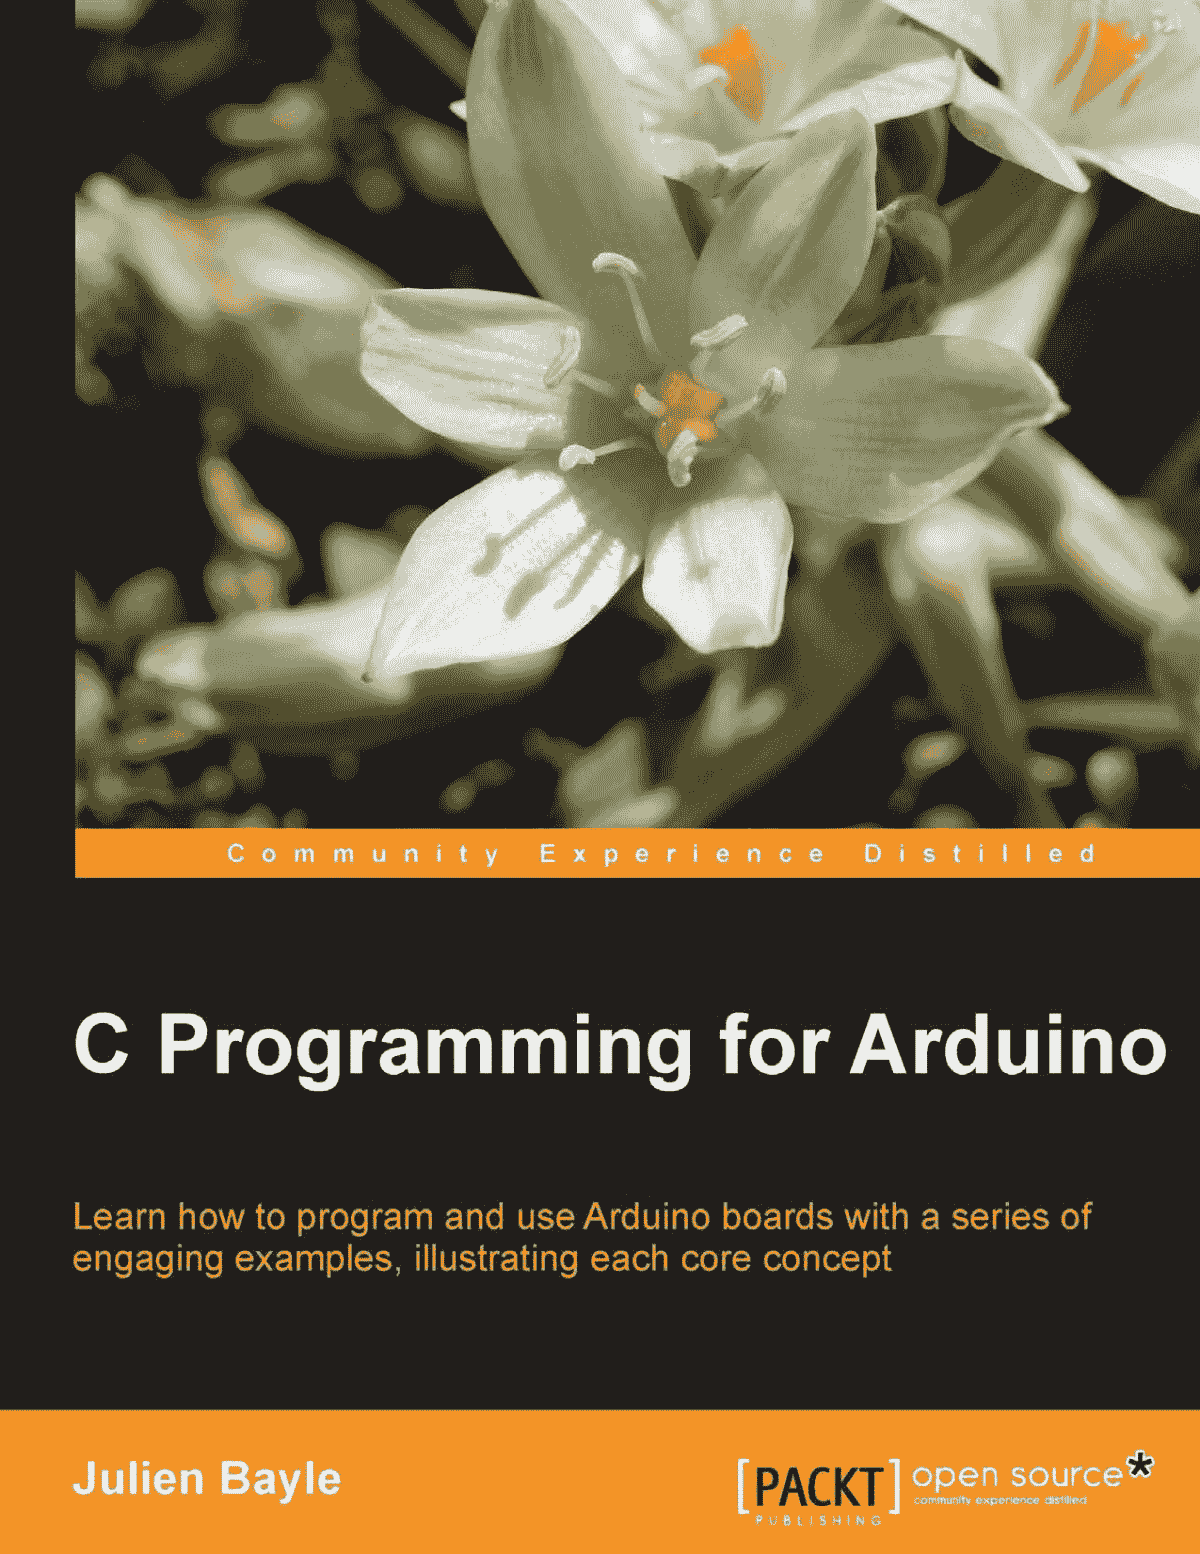 Community Experience Distilled
C Programming for Arduino
Learn how to program and use Arduino boards with a series of
engaging examples, illustrating each core concept
Julien Bayle
[PACKT] open source*
community experience distilled
PUBLISHING